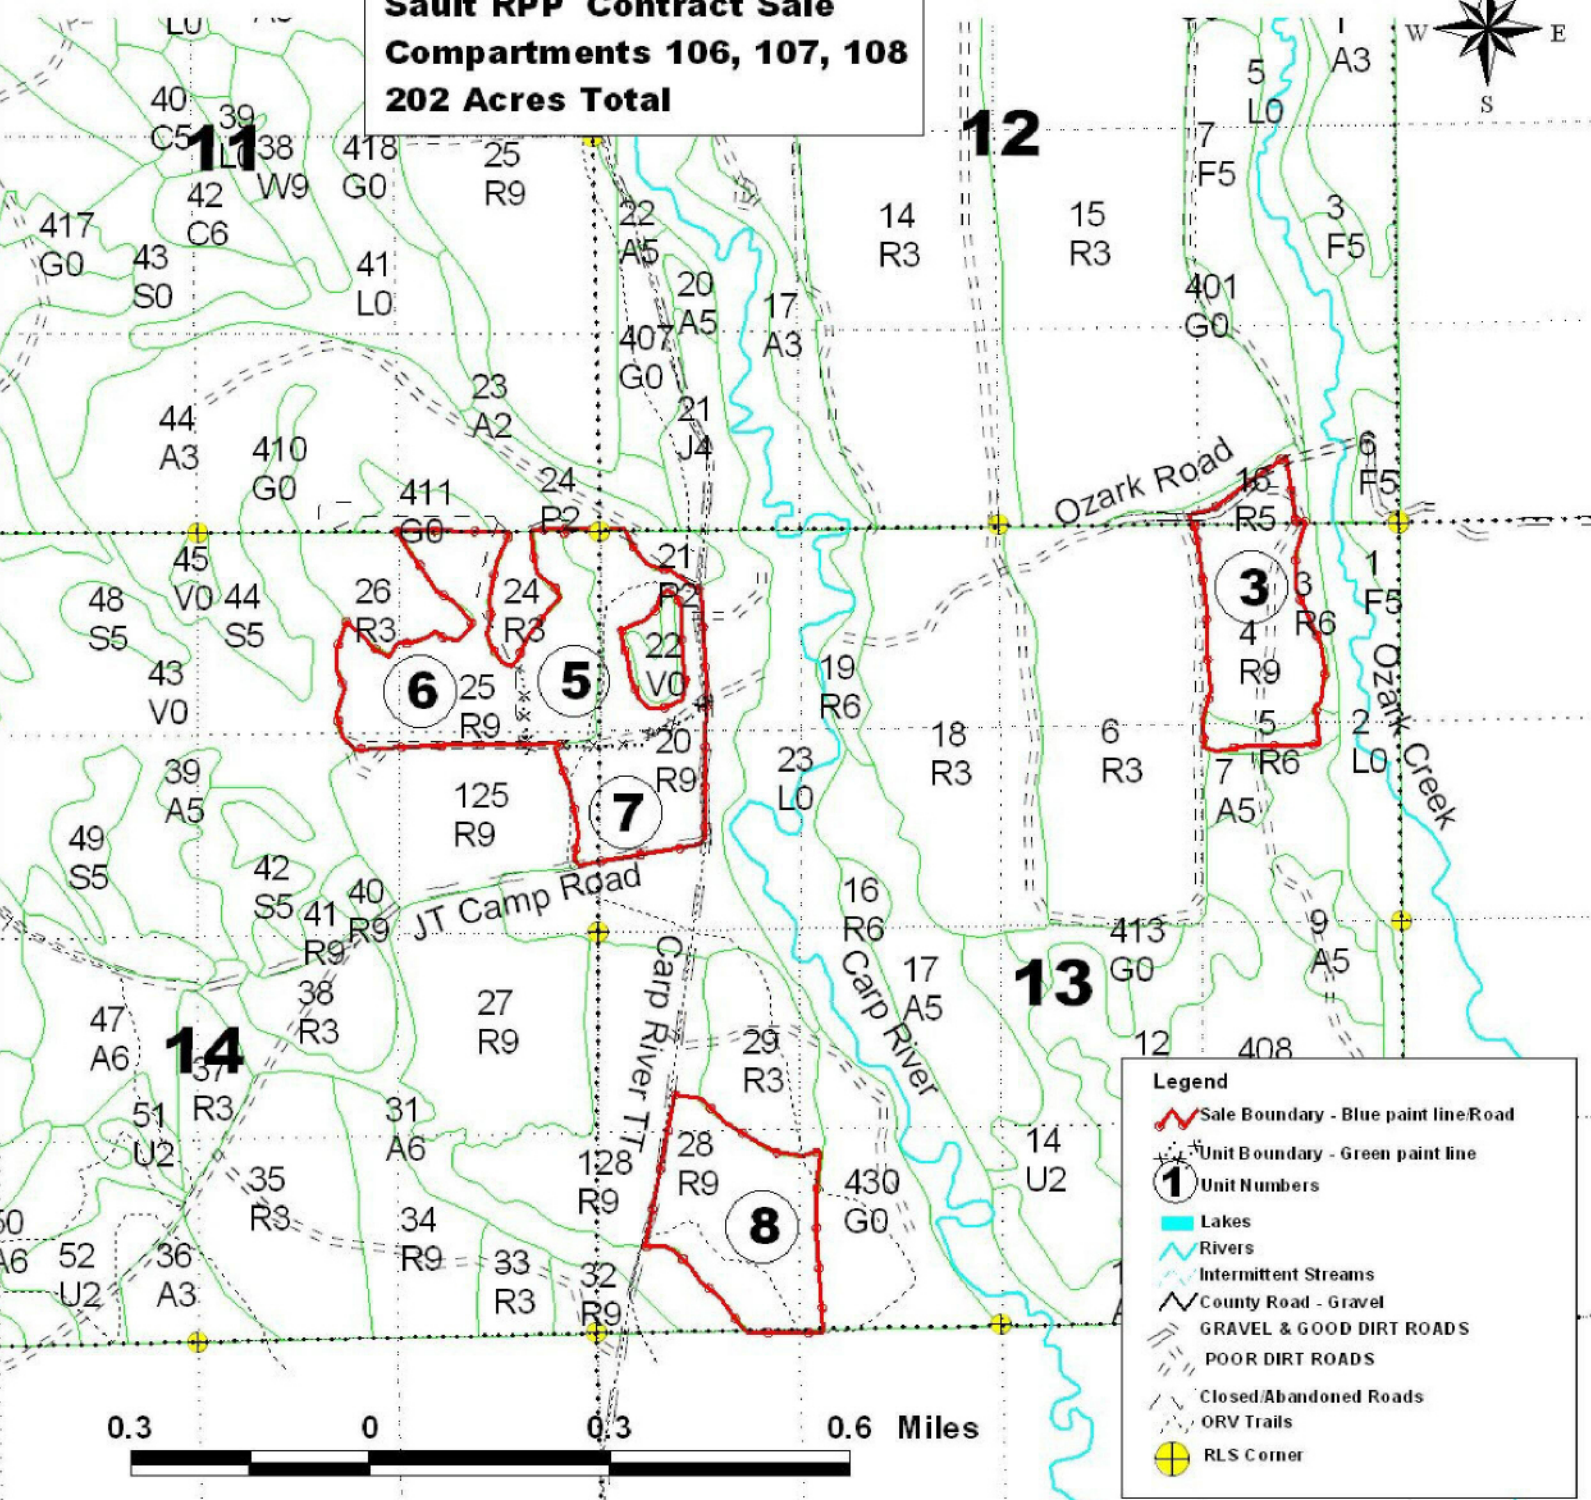 Sault RPP Contract Sale
Compartments 106, 107, 108
202 Acres Total
W
E
S
L0
40
C5
39
L0
11
38
W9
418
G0
25
R9
12
5
L0
A3
7
F5
42
C6
417
G0
43
S0
41
L0
22
A5
14
R3
15
R3
3
F5
20
A5
17
A3
401
G0
407
G0
23
A2
21
J4
44
A3
410
G0
411
G0
24
P2
Ozark Road
16
R5
6
F5
45
V0
48
S5
44
S5
26
R3
24
R3
21
P2
3
3
R6
1
F5
4
R9
43
V0
6
25
R9
5
22
V0
19
R6
Ozark Creek
18
R3
6
R3
5
R6
2
L0
20
R9
23
L0
7
A5
39
A5
125
R9
7
49
S5
42
S5
41
R9
40
R9
JT Camp Road
16
R6
413
G0
9
A5
Carp River TT
Carp River
17
A5
13
47
A6
14
38
R3
27
R9
29
R3
12
408
37
R3
51
U2
31
A6
128
R9
28
R9
430
G0
14
U2
35
R3
34
R9
33
R3
32
R9
8
52
U2
36
A3
Legend
Sale Boundary - Blue paint line/Road
Unit Boundary - Green paint line
1
Unit Numbers
Lakes
Rivers
Intermittent Streams
County Road - Gravel
GRAVEL & GOOD DIRT ROADS
POOR DIRT ROADS
Closed/Abandoned Roads
ORV Trails
RLS Corner
0.3 0 0.3 0.6 Miles